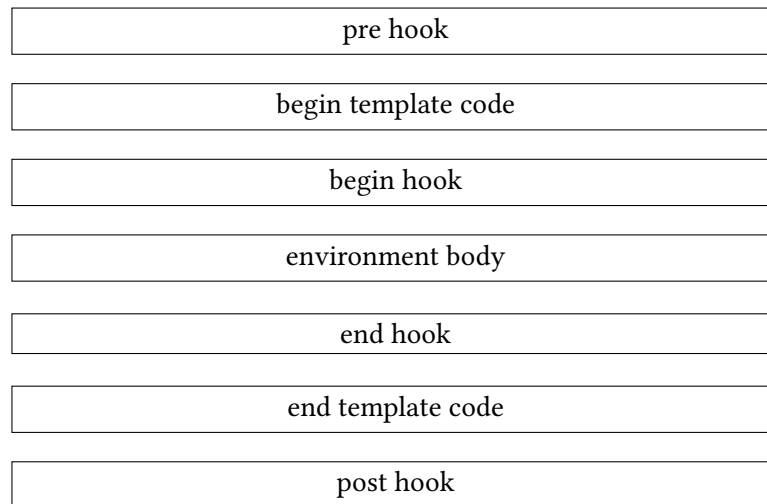 pre hook
begin template code
begin hook
environment body
end hook
end template code
post hook